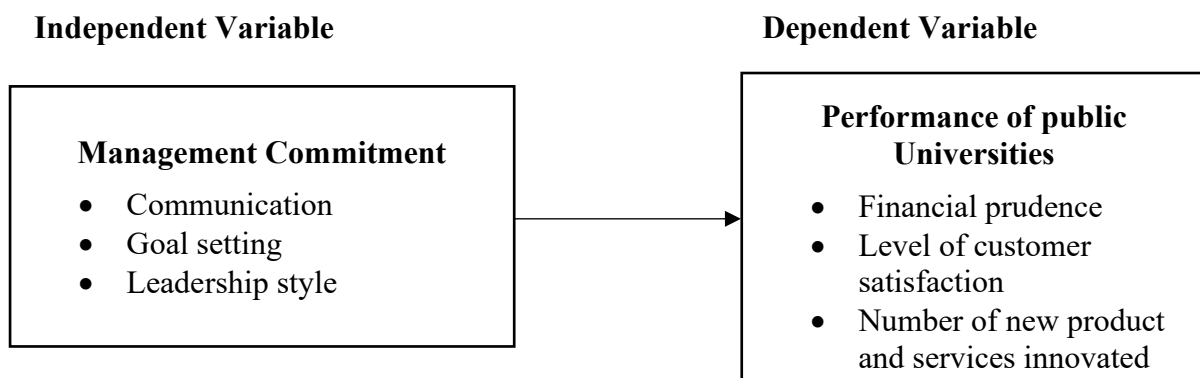 Independent Variable
Dependent Variable
Management Commitment
• Communication
• Goal setting
• Leadership style
Performance of public
Universities
• Financial prudence
• Level of customer
satisfaction
• Number of new product
and services innovated